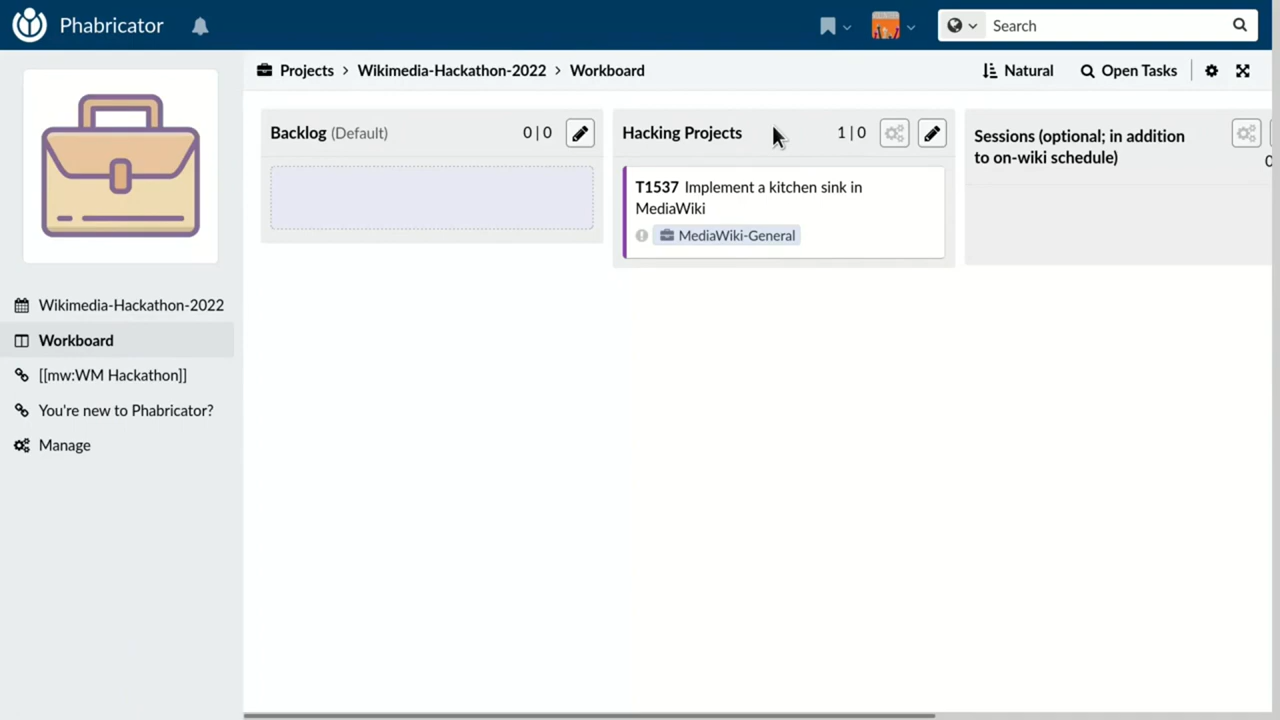 Phabricator
Search
Projects > Wikimedia-Hackathon-2022 > Workboard
Natural
Open Tasks
Backlog (Default)
0|0
Hacking Projects
1|0
T1537 Implement a kitchen sink in
MediaWiki
MediaWiki-General
Sessions (optional; in addition
to on-wiki schedule)
Wikimedia-Hackathon-2022
Workboard
[[mw:WM Hackathon]]
You're new to Phabricator?
Manage